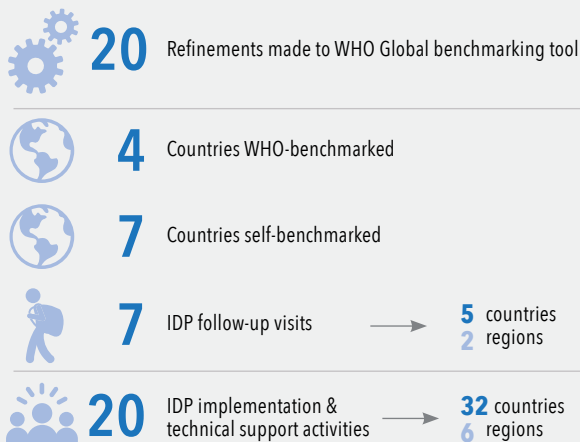 20 Refinements made to WHO Global benchmarking tool
4 Countries WHO-benchmarked
7 Countries self-benchmarked
7 IDP follow-up visits 5 countries
2 regions
20 IDP implementation &
technical support activities 32 countries
6 regions